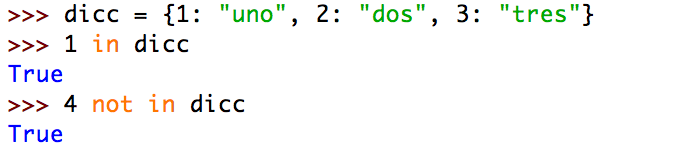 >>> dicc = {1: "uno", 2: "dos", 3: "tres"}
>>> 1 in dicc
True
>>> 4 not in dicc
True